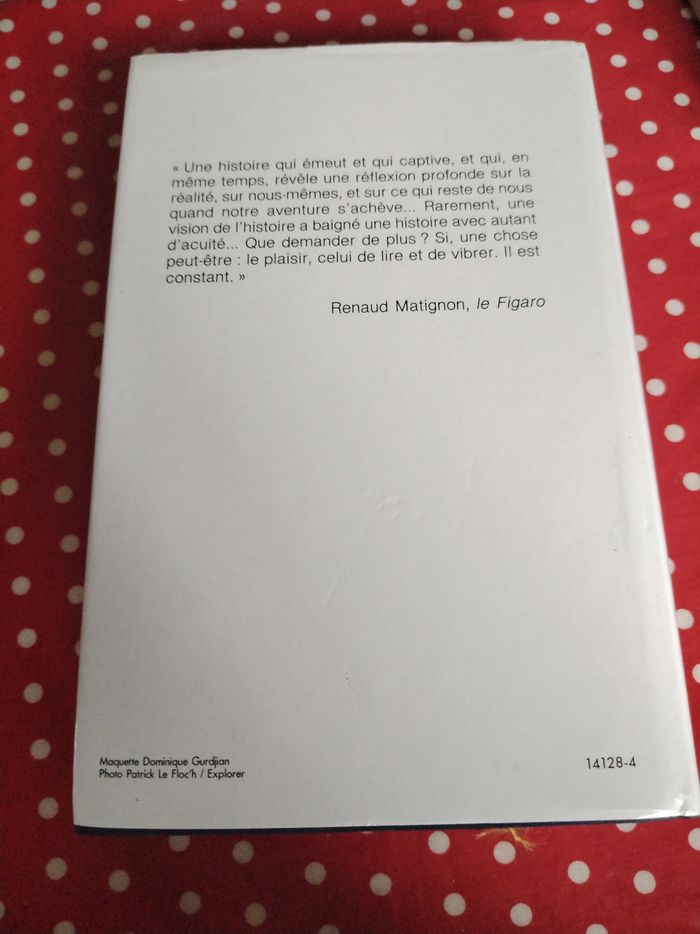 « Une histoire qui émeut et qui captive, et qui, en
même temps, révèle une réflexion profonde sur la
réalité, sur nous-mêmes, et sur ce qui reste de nous
quand notre aventure s'achève... Rarement, une
vision de l'histoire a baigné une histoire avec autant
d'acuité... Que demander de plus ? Si, une chose
peut-être : le plaisir, celui de lire et de vibrer. Il est
constant. »
Renaud Matignon, le Figaro
Maquette Dominique Gurdjian
Photo Patrick Le Floc'h / Explorer
14128-4